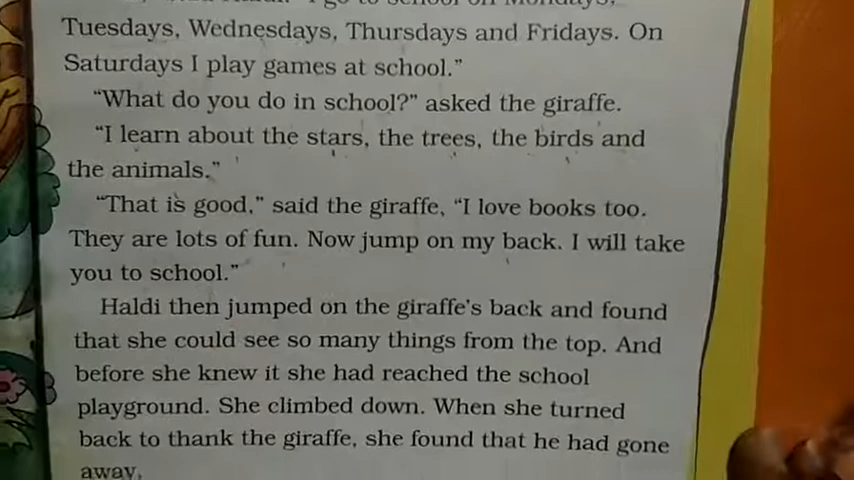 I go to school on Mondays,
Tuesdays, Wednesdays, Thursdays and Fridays. On
Saturdays I play games at school.”
“What do you do in school?” asked the giraffe.
“I learn about the stars, the trees, the birds and
the animals.”
“That is good,” said the giraffe, “I love books too.
They are lots of fun. Now jump on my back. I will take
you to school.”
Haldi then jumped on the giraffe’s back and found
that she could see so many things from the top. And
before she knew it she had reached the school
playground. She climbed down. When she turned
back to thank the giraffe, she found that he had gone
away.